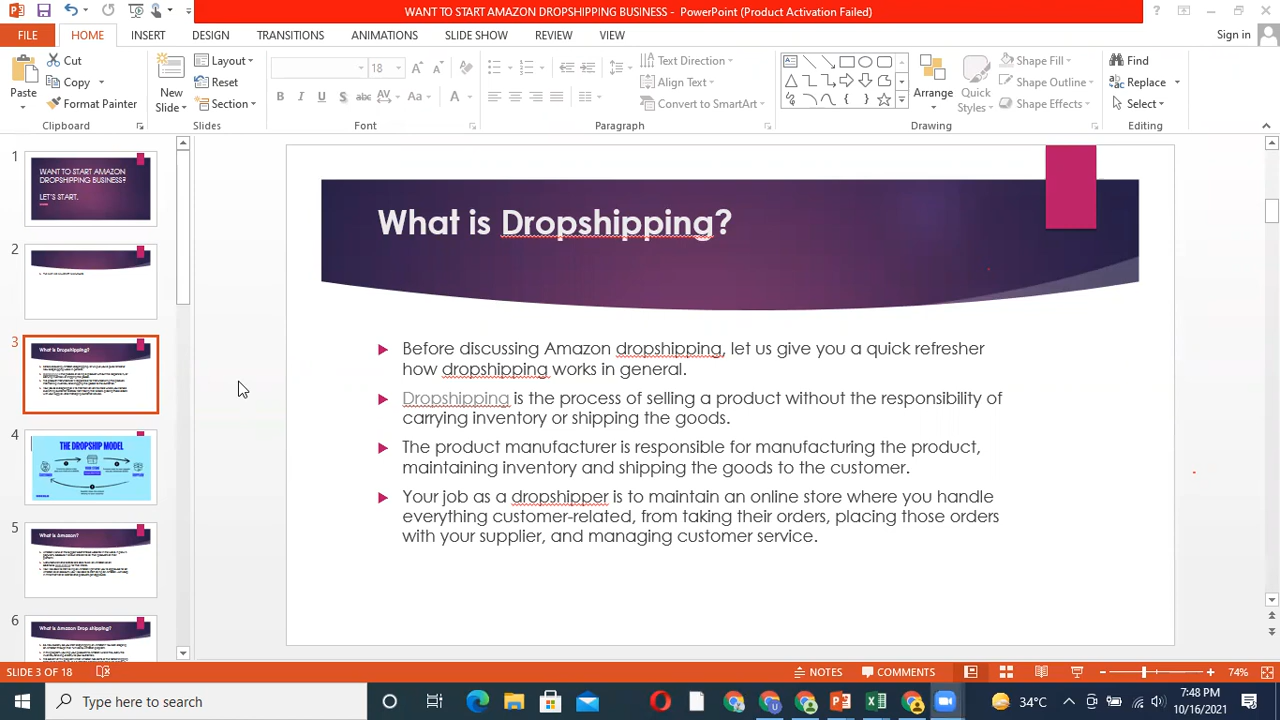 WANT TO START AMAZON DROPSHIPPING BUSINESS - PowerPoint (Product Activation Failed)
FILE HOME INSERT DESIGN TRANSITIONS ANIMATIONS SLIDE SHOW REVIEW VIEW Sign in
Paste
Cut
Copy
Format Painter
Clipboard
New
Slide
Layout
Reset
Section
Slides
18
Font
Text Direction
Align Text
Convert to SmartArt
Paragraph
Arrange
Quick
Styles
Shape Fill
Shape Outline
Shape Effects
Drawing
Find
Replace
Select
Editing
1
WANT TO START AMAZON
DROPSHIPPING BUSINESS?
LET'S START.
2
3
What is Dropshipping?
4
THE DROPSHIP MODEL
5
What is Amazon?
6
What is Amazon Drop shipping?
What is Dropshipping?
Before discussing Amazon dropshipping, let us give you a quick refresher
how dropshipping works in general.
Dropshipping is the process of selling a product without the responsibility of
carrying inventory or shipping the goods.
The product manufacturer is responsible for manufacturing the product,
maintaining inventory and shipping the goods to the customer.
Your job as a dropshipper is to maintain an online store where you handle
everything customer-related, from taking their orders, placing those orders
with your supplier, and managing customer service.
SLIDE 3 OF 18 NOTES COMMENTS 74%
Type here to search
34°C
7:48 PM
10/16/2021